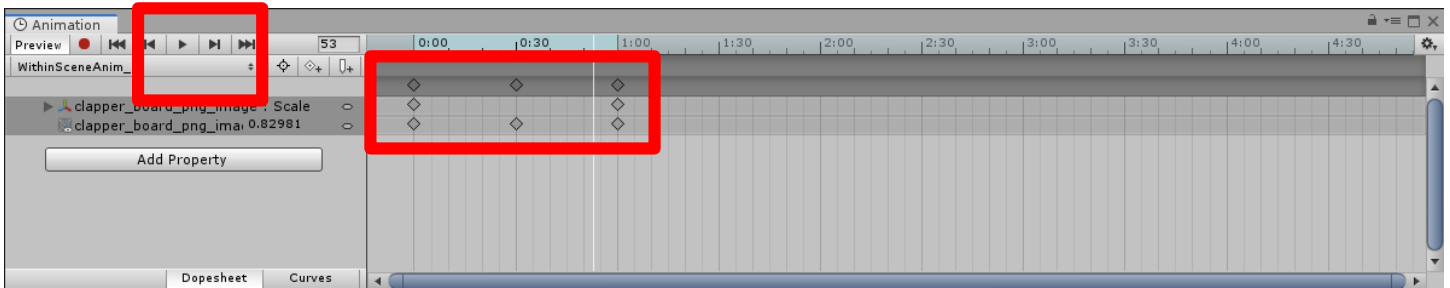 Animation
Preview 53 0:00 0:30 1:00 1:30 2:00 2:30 3:00 3:30 4:00 4:30
WithinSceneAnim_
clapper_board_png_image : Scale
clapper_board_png_ima 0.82981
Add Property
Dopesheet Curves